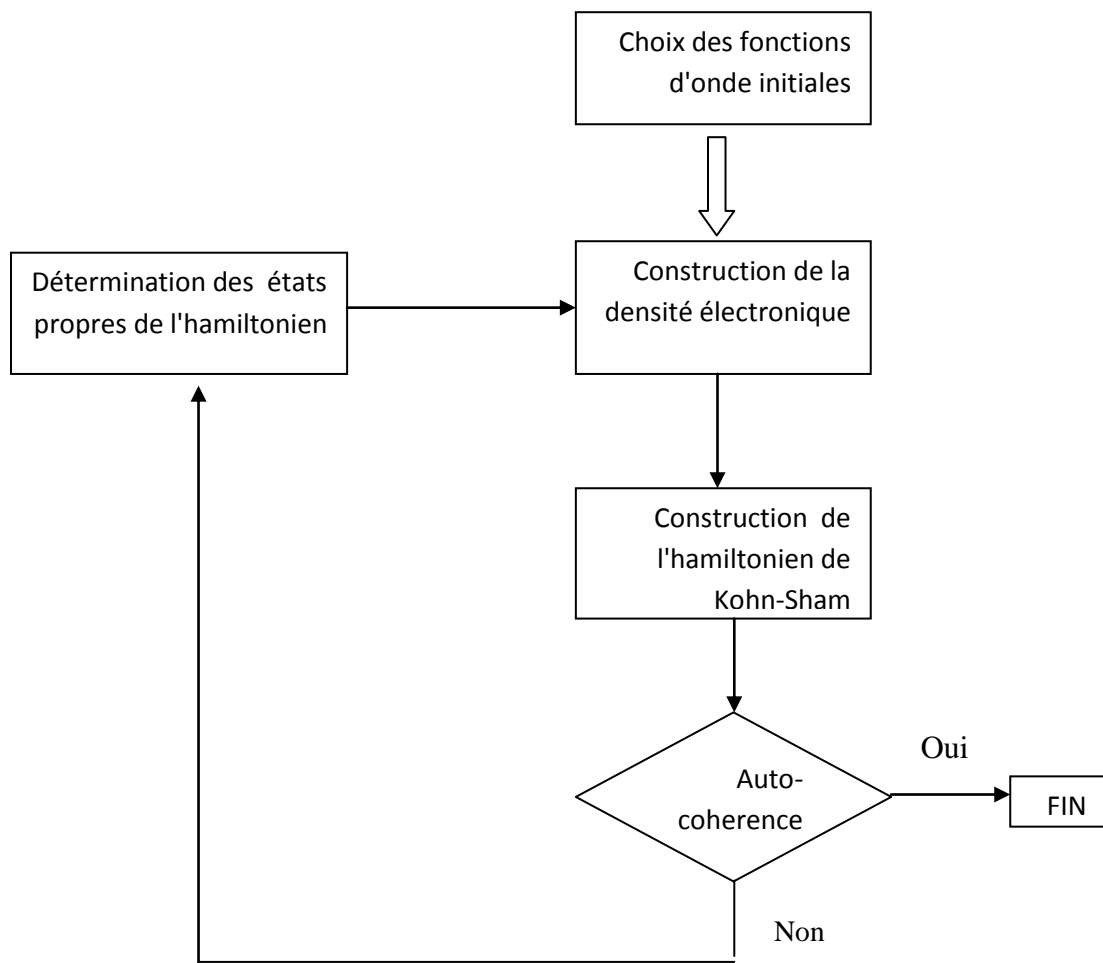 Choix des fonctions
d'onde initiales
Détermination des  états
propres de l'hamiltonien
Construction de la
densité électronique
Construction  de
l'hamiltonien de
Kohn-Sham
Auto-
coherence
Oui
FIN
Non